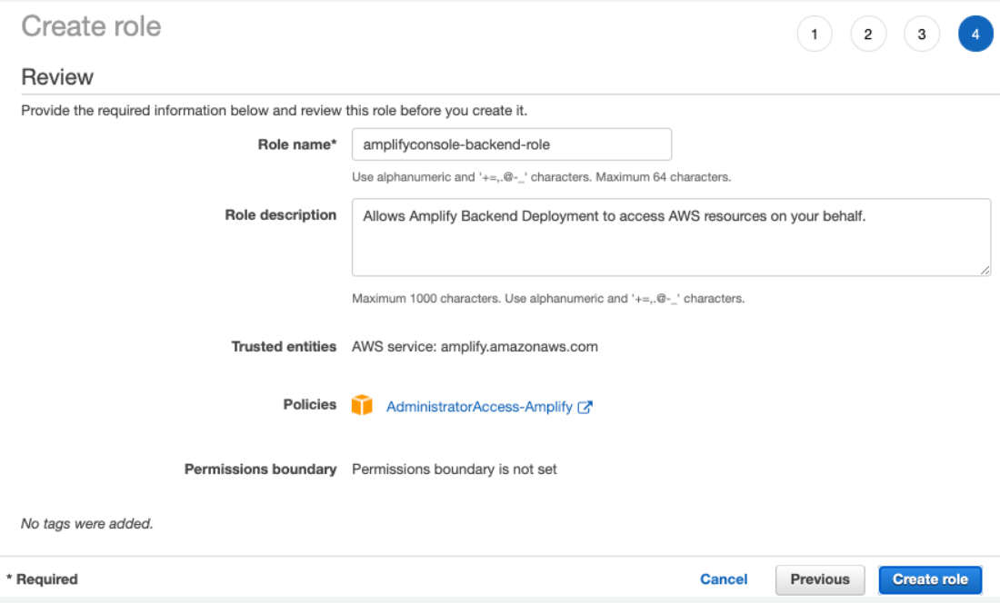 Create role
1 2 3 4
Review
Provide the required information below and review this role before you create it.
Role name* amplifyconsole-backend-role
Use alphanumeric and '+=,.@-_' characters. Maximum 64 characters.
Role description Allows Amplify Backend Deployment to access AWS resources on your behalf.
Maximum 1000 characters. Use alphanumeric and '+=,.@-_' characters.
Trusted entities AWS service: amplify.amazonaws.com
Policies AdministratorAccess-Amplify
Permissions boundary Permissions boundary is not set
No tags were added.
* Required Cancel Previous Create role